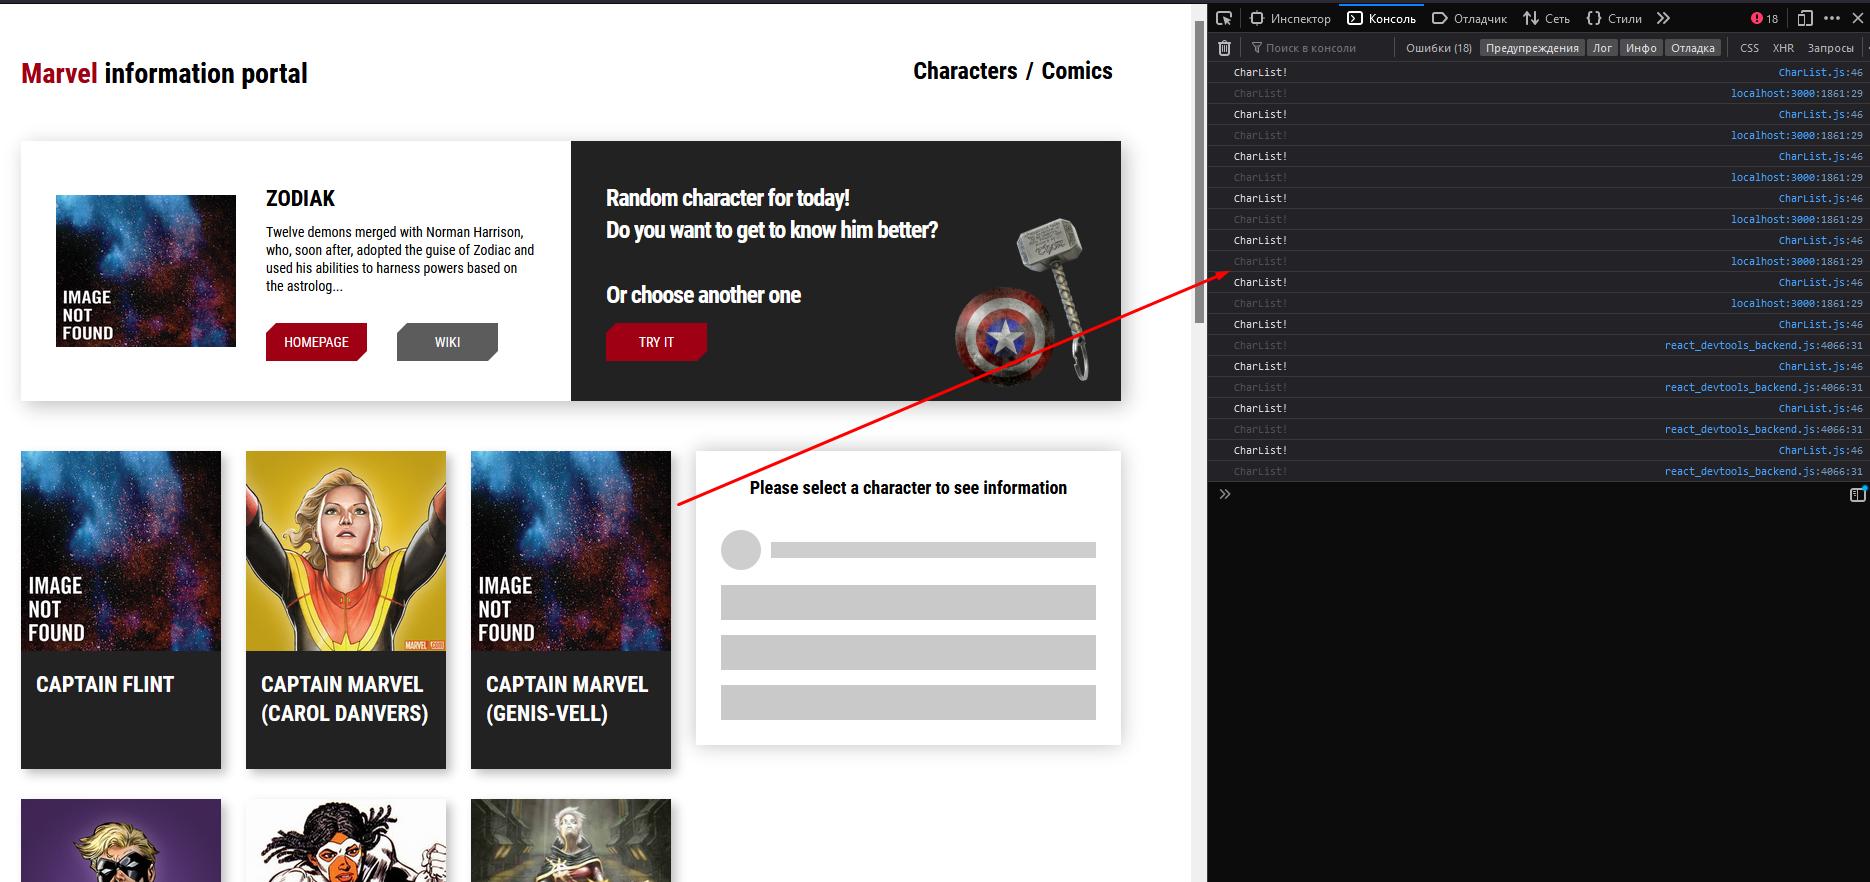 Marvel information portal
Characters / Comics
ZODIAK
Twelve demons merged with Norman Harrison,
who, soon after, adopted the guise of Zodiac and
used his abilities to harness powers based on
the astrolog...
HOMEPAGE
WIKI
Random character for today!
Do you want to get to know him better?
Or choose another one
TRY IT
IMAGE
NOT
FOUND
IMAGE
NOT
FOUND
CAPTAIN FLINT
MARVEL .COM
CAPTAIN MARVEL
(CAROL DANVERS)
IMAGE
NOT
FOUND
CAPTAIN MARVEL
(GENIS-VELL)
Please select a character to see information
Инспектор
Консоль
Отладчик
Сеть
Стили
18
Поиск в консоли
Ошибки (18)
Предупреждения
Лог
Инфо
Отладка
CSS
XHR
Запросы
CharList! CharList.js:46
CharList! localhost:3000:1861:29
CharList! CharList.js:46
CharList! localhost:3000:1861:29
CharList! CharList.js:46
CharList! localhost:3000:1861:29
CharList! CharList.js:46
CharList! localhost:3000:1861:29
CharList! CharList.js:46
CharList! localhost:3000:1861:29
CharList! CharList.js:46
CharList! localhost:3000:1861:29
CharList! CharList.js:46
CharList! react_devtools_backend.js:4066:31
CharList! CharList.js:46
CharList! react_devtools_backend.js:4066:31
CharList! CharList.js:46
CharList! react_devtools_backend.js:4066:31
CharList! CharList.js:46
CharList! react_devtools_backend.js:4066:31